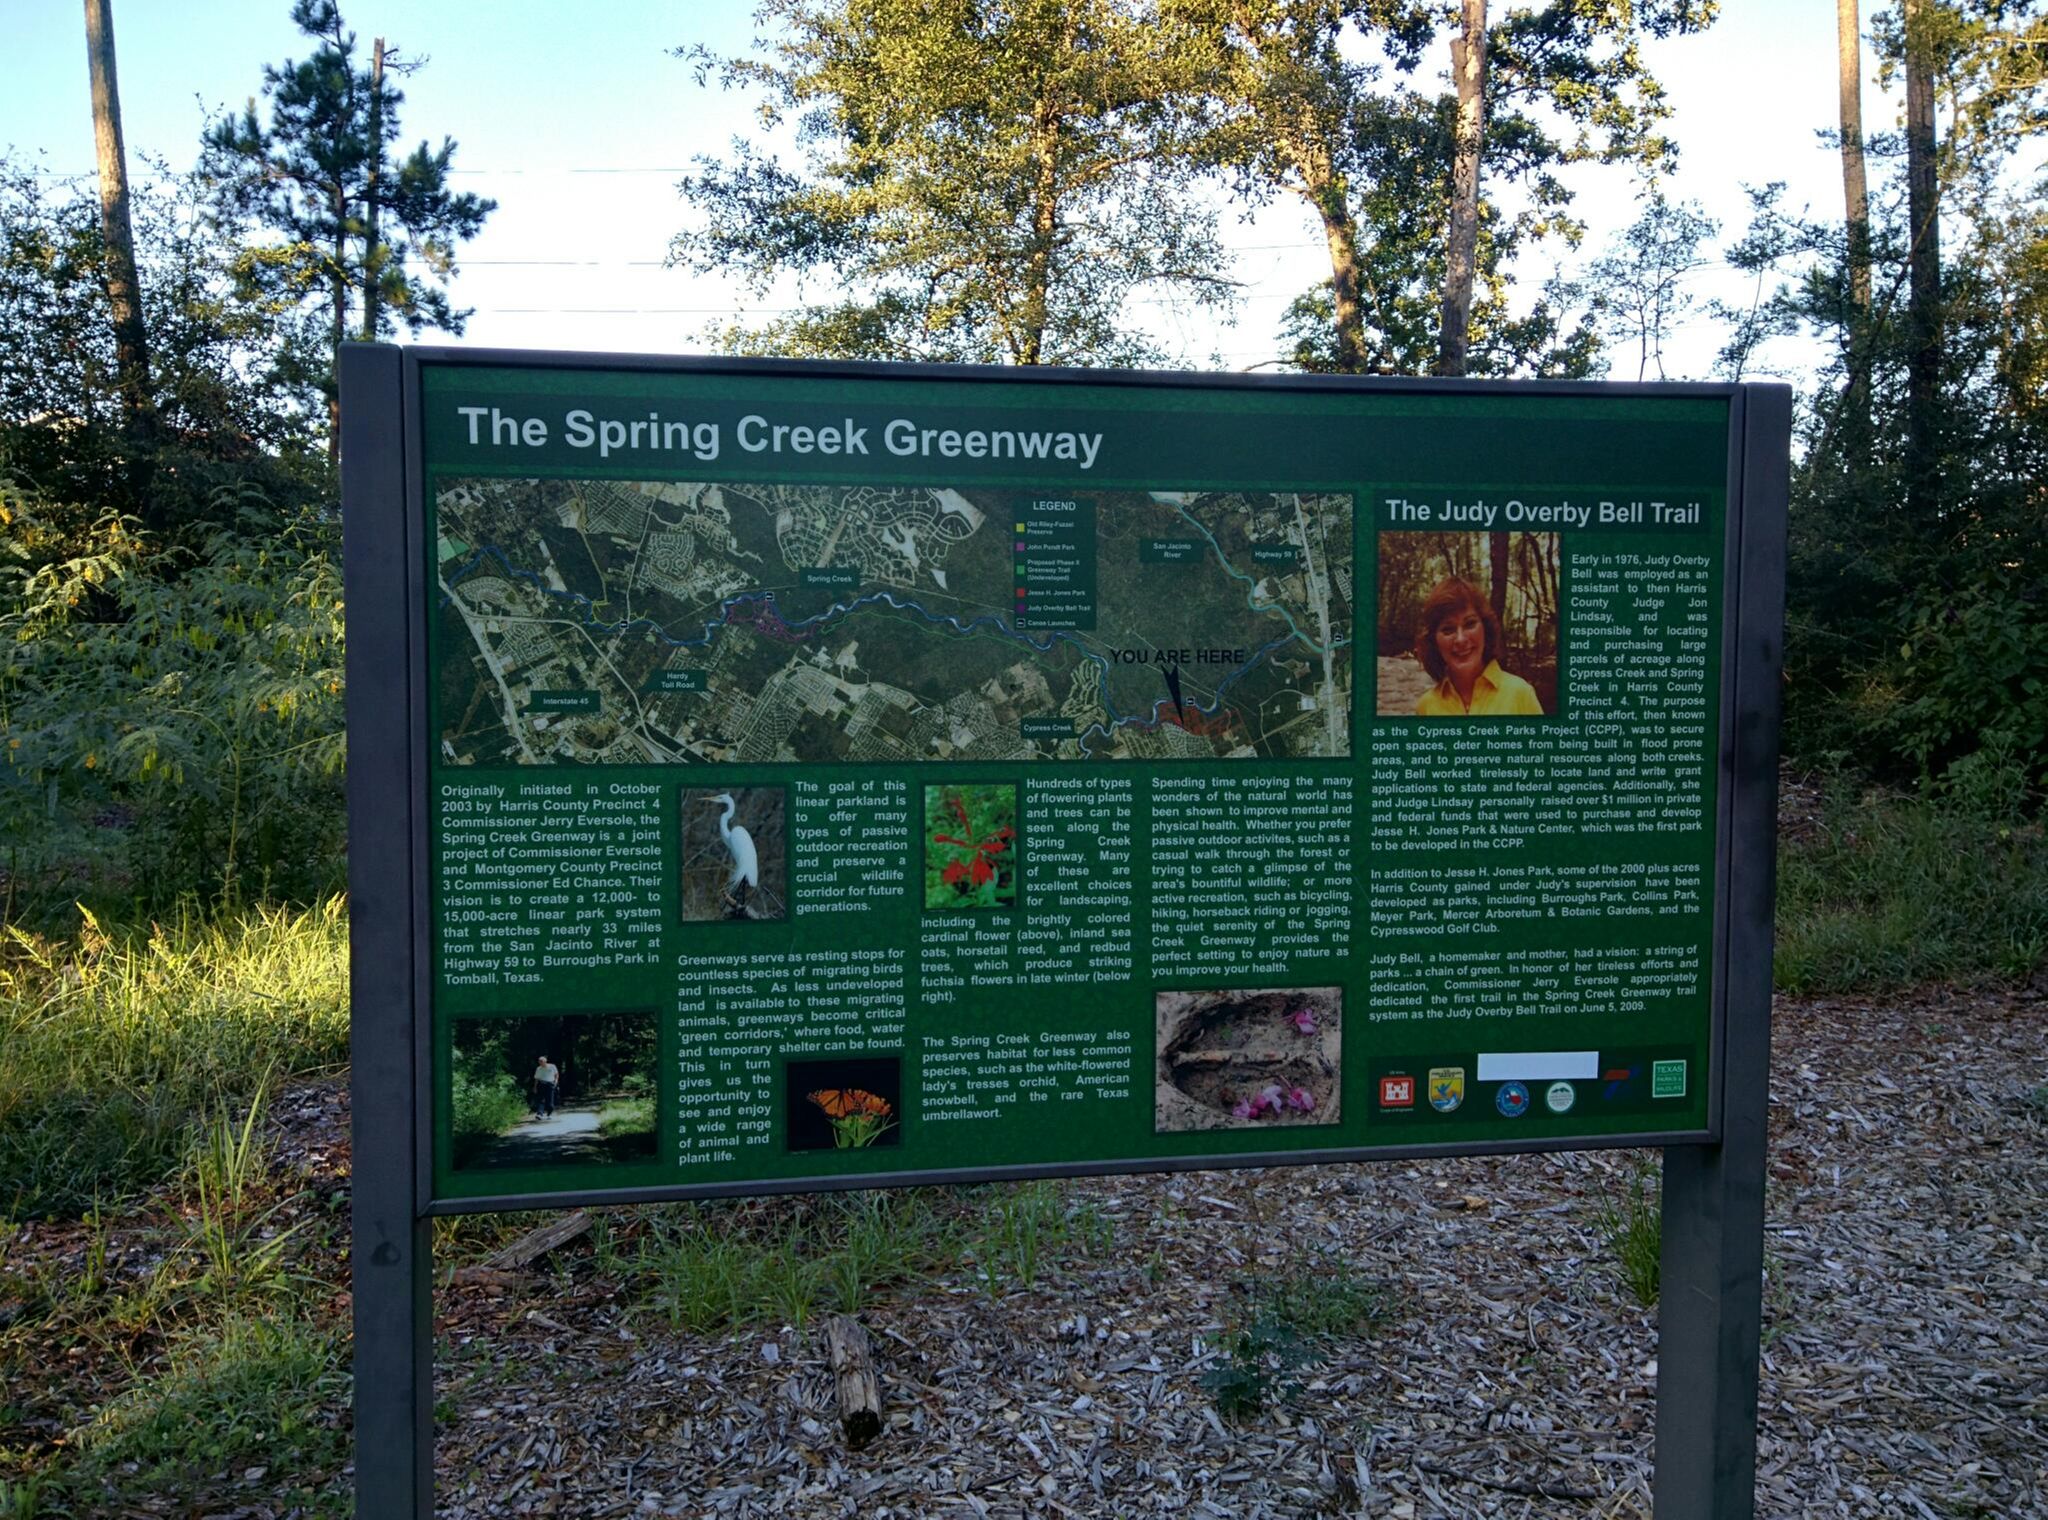 The Spring Creek Greenway
LEGEND
Old Riley-Fuzzel
Preserve
John Pundt Park
Proposed Phase II
Greenway Trail
(Undeveloped)
Jesse H. Jones Park
Judy Overby Bell Trail
Canoe Launches
San Jacinto
River
Highway 59
Spring Creek
YOU ARE HERE
Hardy
Toll Road
Interstate 45
Cypress Creek
Originally initiated in October
2003 by Harris County Precinct 4
Commissioner Jerry Eversole, the
Spring Creek Greenway is a joint
project of Commissioner Eversole
and Montgomery County Precinct
3 Commissioner Ed Chance. Their
vision is to create a 12,000- to
15,000-acre linear park system
that stretches nearly 33 miles
from the San Jacinto River at
Highway 59 to Burroughs Park in
Tomball, Texas.
The goal of this
linear parkland is
to offer many
types of passive
outdoor recreation
and preserve a
crucial wildlife
corridor for future
generations.
Greenways serve as resting stops for
countless species of migrating birds
and insects. As less undeveloped
land is available to these migrating
animals, greenways become critical
'green corridors,' where food, water
and temporary shelter can be found.
This in turn
gives us the
opportunity to
see and enjoy
a wide range
of animal and
plant life.
Hundreds of types
of flowering plants
and trees can be
seen along the
Spring Creek
Greenway. Many
of these are
excellent choices
for landscaping,
including the brightly colored
cardinal flower (above), inland sea
oats, horsetail reed, and redbud
trees, which produce striking
fuchsia flowers in late winter (below
right).
The Spring Creek Greenway also
preserves habitat for less common
species, such as the white-flowered
lady's tresses orchid, American
snowbell, and the rare Texas
umbrellawort.
Spending time enjoying the many
wonders of the natural world has
been shown to improve mental and
physical health. Whether you prefer
passive outdoor activites, such as a
casual walk through the forest or
trying to catch a glimpse of the
area's bountiful wildlife; or more
active recreation, such as bicycling,
hiking, horseback riding or jogging,
the quiet serenity of the Spring
Creek Greenway provides the
perfect setting to enjoy nature as
you improve your health.
The Judy Overby Bell Trail
Early in 1976, Judy Overby
Bell was employed as an
assistant to then Harris
County Judge Jon
Lindsay, and was
responsible for locating
and purchasing large
parcels of acreage along
Cypress Creek and Spring
Creek in Harris County
Precinct 4. The purpose
of this effort, then known
as the Cypress Creek Parks Project (CCPP), was to secure
open spaces, deter homes from being built in flood prone
areas, and to preserve natural resources along both creeks.
Judy Bell worked tirelessly to locate land and write grant
applications to state and federal agencies. Additionally, she
and Judge Lindsay personally raised over $1 million in private
and federal funds that were used to purchase and develop
Jesse H. Jones Park & Nature Center, which was the first park
to be developed in the CCPP.
In addition to Jesse H. Jones Park, some of the 2000 plus acres
Harris County gained under Judy's supervision have been
developed as parks, including Burroughs Park, Collins Park,
Meyer Park, Mercer Arboretum & Botanic Gardens, and the
Cypresswood Golf Club.
Judy Bell, a homemaker and mother, had a vision: a string of
parks ... a chain of green. In honor of her tireless efforts and
dedication, Commissioner Jerry Eversole appropriately
dedicated the first trail in the Spring Creek Greenway trail
system as the Judy Overby Bell Trail on June 5, 2009.
TEXAS
PARKS &
WILDLIFE